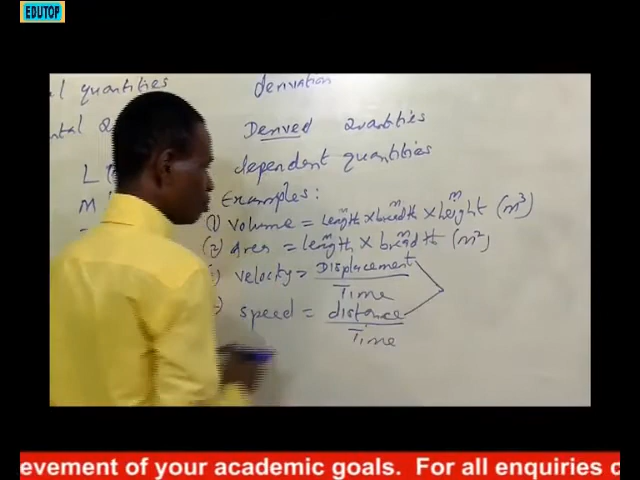 EDUTOP
l quantities
derivation
ntal
Derived quantities
dependent quantities
L
Examples:
M
(1) Volume = length m × breadth m × height m (m³)
(2) Area = length m × breadth m (m²)
) velocity = Displacement
Time
) speed = distance
Time
evement of your academic goals. For all enquiries c